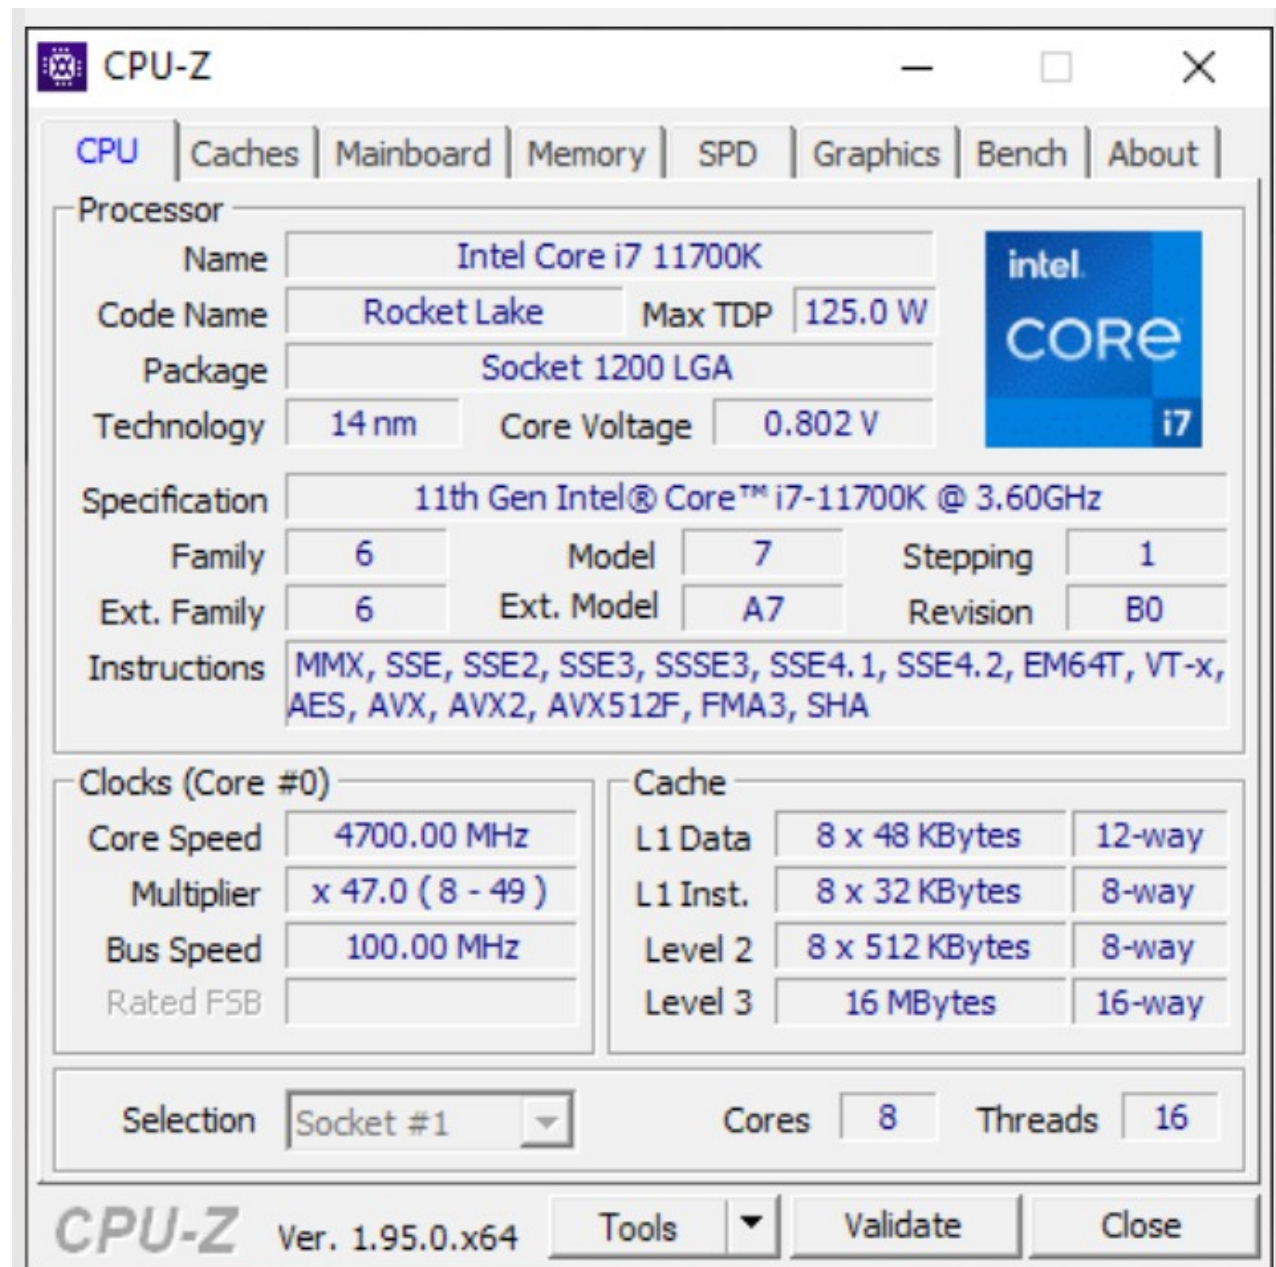 CPU-Z
CPU Caches Mainboard Memory SPD Graphics Bench About
Processor
Name Intel Core i7 11700K
Code Name Rocket Lake Max TDP 125.0 W
Package Socket 1200 LGA
Technology 14 nm Core Voltage 0.802 V
intel.
CORE
i7
Specification 11th Gen Intel® Core™ i7-11700K @ 3.60GHz
Family 6 Model 7 Stepping 1
Ext. Family 6 Ext. Model A7 Revision B0
Instructions MMX, SSE, SSE2, SSE3, SSSE3, SSE4.1, SSE4.2, EM64T, VT-x,
AES, AVX, AVX2, AVX512F, FMA3, SHA
Clocks (Core #0)
Core Speed 4700.00 MHz
Multiplier x 47.0 ( 8 - 49 )
Bus Speed 100.00 MHz
Rated FSB
Cache
L1 Data 8 x 48 KBytes 12-way
L1 Inst. 8 x 32 KBytes 8-way
Level 2 8 x 512 KBytes 8-way
Level 3 16 MBytes 16-way
Selection Socket #1 Cores 8 Threads 16
CPU-Z Ver. 1.95.0.x64 Tools Validate Close